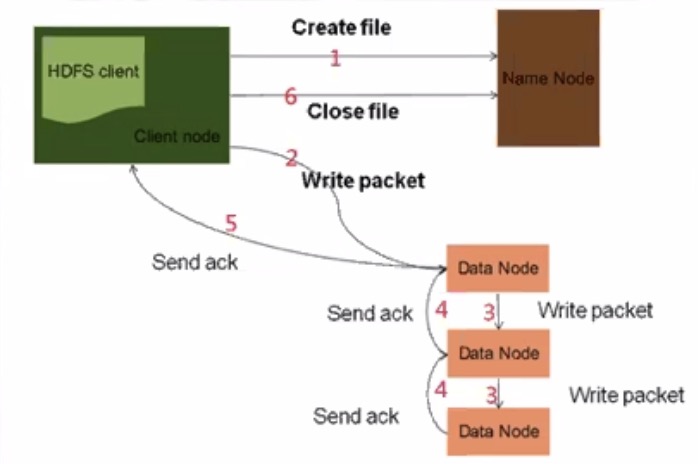 Create file
1
HDFS client
Name Node
6
Close file
Client node
2
Write packet
5
Send ack
Data Node
Send ack
4
3
Write packet
Data Node
4
3
Write packet
Send ack
Data Node